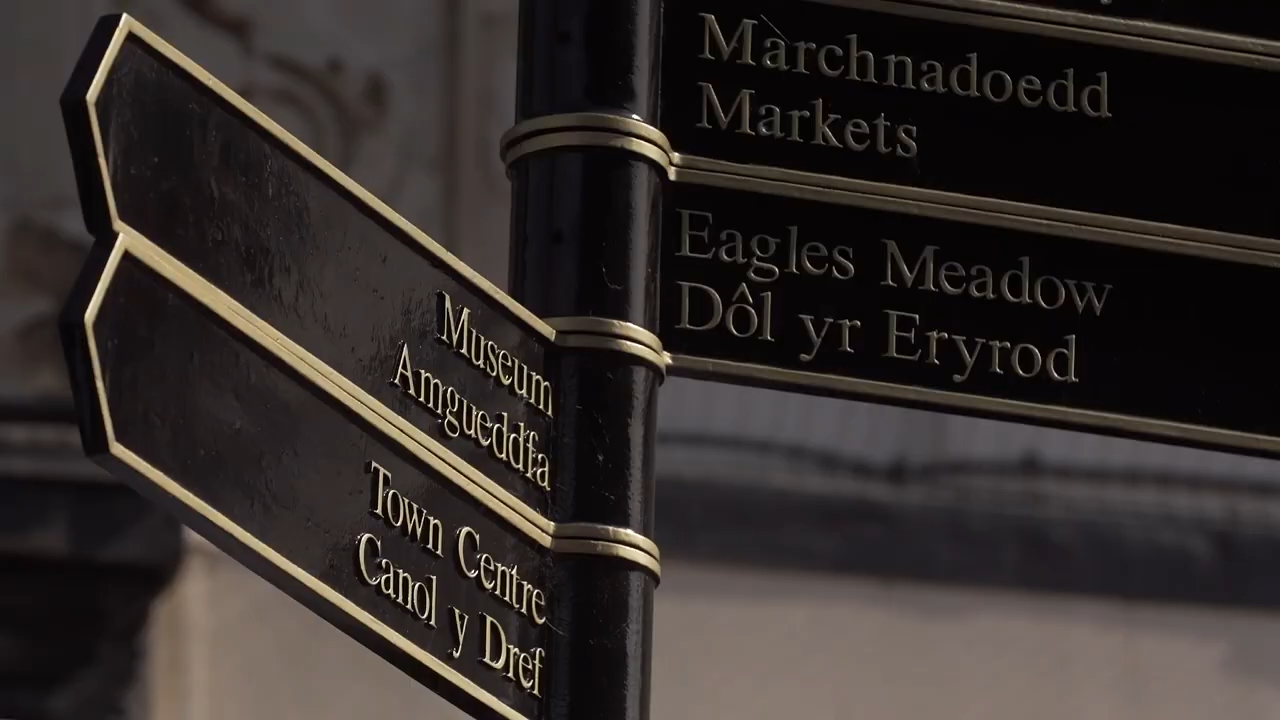 Marchnadoedd
Markets
Eagles Meadow
Dôl yr Eryrod
Museum
Amgueddfa
Town Centre
Canol y Dref